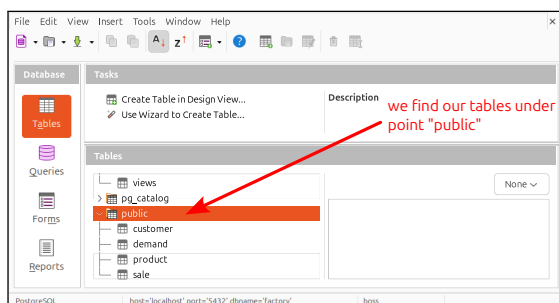 File Edit View Insert Tools Window Help
Database
Tasks
Tables
Queries
Forms
Reports
Create Table in Design View...
Use Wizard to Create Table...
Description
we find our tables under
point "public"
Tables
views
pg_catalog
public
customer
demand
product
sale
None
PostgreSQL host='localhost' port='5432' dbname='factory' boss